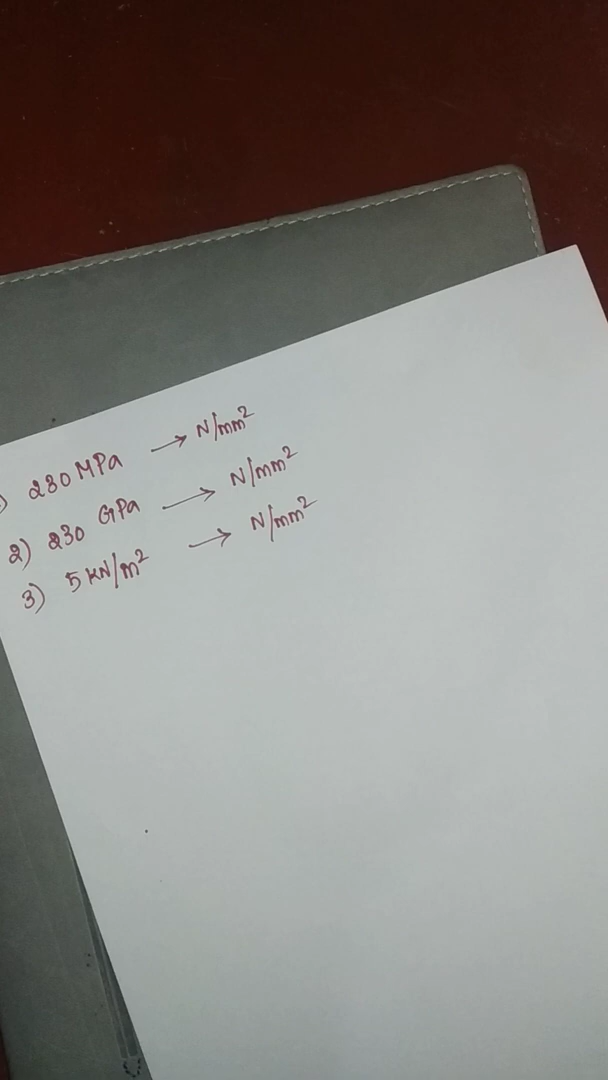 ) 280 MPa → N/mm²
2) 230 GPa → N/mm²
3) 5 kN/m² → N/mm²